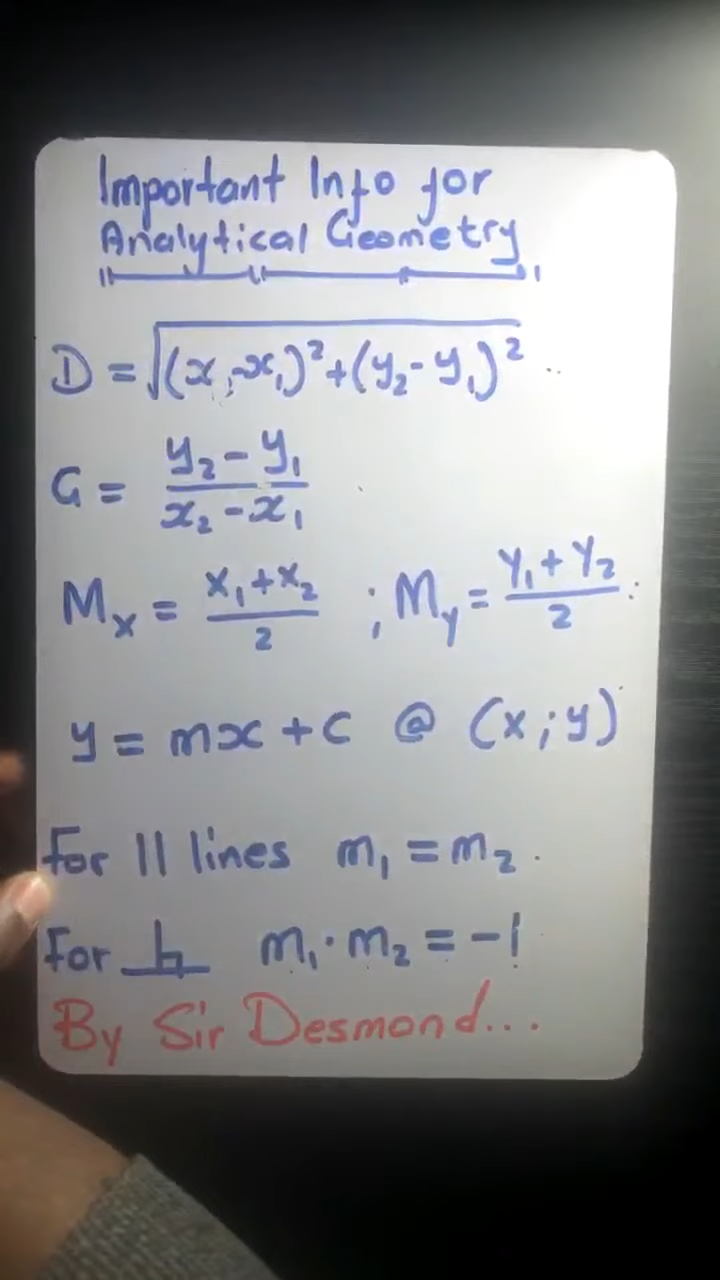 Important Info for
Analytical Geometry
D = √(x₁-x₁)² + (y₂-y₁)²
G = y₂-y₁ / x₂-x₁
Mx = x₁+x₂ / 2 ; My = Y₁+Y₂ / 2
y = mx + c @ (x;y)
For || lines m₁ = m₂.
For ⊥ m₁·m₂ = -1
By Sir Desmond...